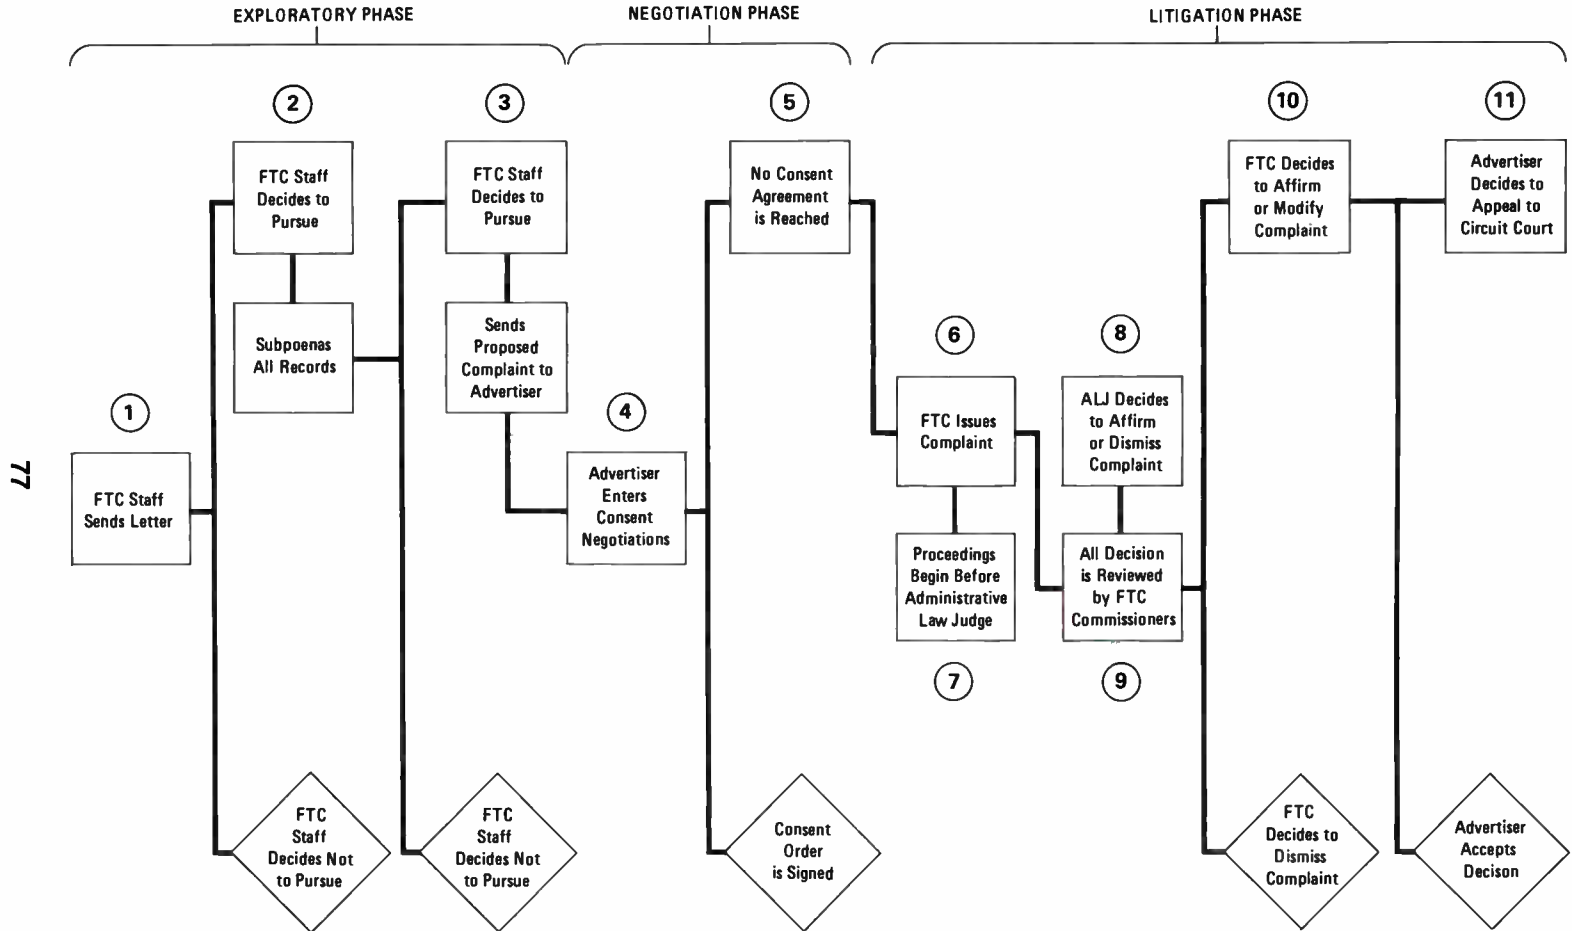 EXPLORATORY PHASE
NEGOTIATION PHASE
LITIGATION PHASE
1
FTC Staff
Sends Letter
2
FTC Staff
Decides to
Pursue
Subpoenas
All Records
FTC
Staff
Decides Not
to Pursue
3
FTC Staff
Decides to
Pursue
Sends
Proposed
Complaint to
Advertiser
FTC
Staff
Decides Not
to Pursue
4
Advertiser
Enters
Consent
Negotiations
5
No Consent
Agreement
is Reached
Consent
Order
is Signed
6
FTC Issues
Complaint
Proceedings
Begin Before
Administrative
Law Judge
7
8
ALJ Decides
to Affirm
or Dismiss
Complaint
All Decision
is Reviewed
by FTC
Commissioners
9
10
FTC Decides
to Affirm
or Modify
Complaint
FTC
Decides to
Dismiss
Complaint
11
Advertiser
Decides to
Appeal to
Circuit Court
Advertiser
Accepts
Decison
77